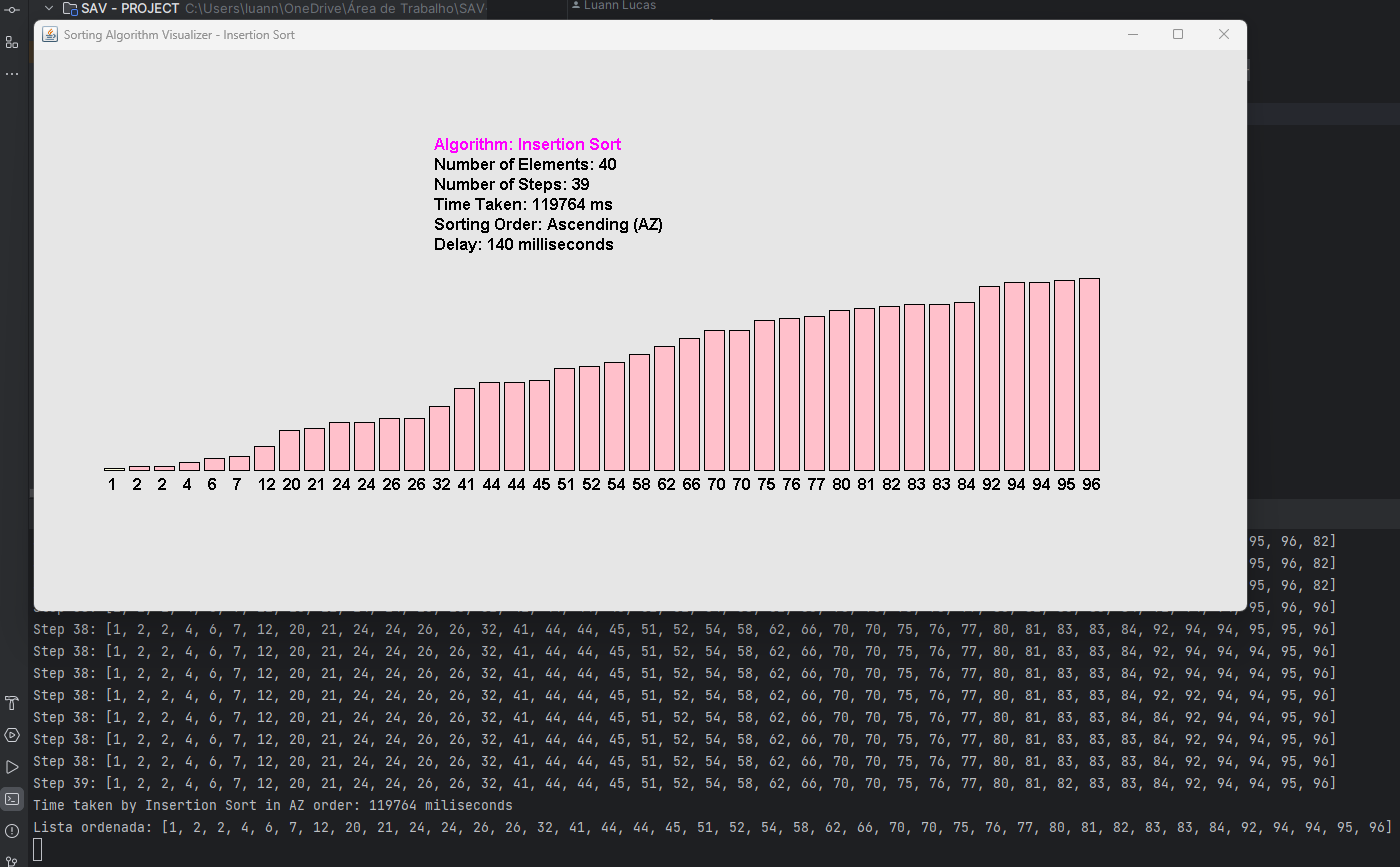 SAV - PROJECT C:\Users\luann\OneDrive\Área de Trabalho\SAV-
Luann Lucas
Sorting Algorithm Visualizer - Insertion Sort
Algorithm: Insertion Sort
Number of Elements: 40
Number of Steps: 39
Time Taken: 119764 ms
Sorting Order: Ascending (AZ)
Delay: 140 milliseconds
1 2 2 4 6 7 12 20 21 24 24 26 26 32 41 44 44 45 51 52 54 58 62 66 70 70 75 76 77 80 81 82 83 83 84 92 94 94 95 96
95, 96, 82]
95, 96, 82]
95, 96, 82]
95, 96, 96]
Step 38: [1, 2, 2, 4, 6, 7, 12, 20, 21, 24, 24, 26, 26, 32, 41, 44, 44, 45, 51, 52, 54, 58, 62, 66, 70, 70, 75, 76, 77, 80, 81, 83, 83, 84, 92, 94, 94, 95, 95, 96]
Step 38: [1, 2, 2, 4, 6, 7, 12, 20, 21, 24, 24, 26, 26, 32, 41, 44, 44, 45, 51, 52, 54, 58, 62, 66, 70, 70, 75, 76, 77, 80, 81, 83, 83, 84, 92, 94, 94, 94, 95, 96]
Step 38: [1, 2, 2, 4, 6, 7, 12, 20, 21, 24, 24, 26, 26, 32, 41, 44, 44, 45, 51, 52, 54, 58, 62, 66, 70, 70, 75, 76, 77, 80, 81, 83, 83, 84, 92, 94, 94, 94, 95, 96]
Step 38: [1, 2, 2, 4, 6, 7, 12, 20, 21, 24, 24, 26, 26, 32, 41, 44, 44, 45, 51, 52, 54, 58, 62, 66, 70, 70, 75, 76, 77, 80, 81, 83, 83, 84, 92, 92, 94, 94, 95, 96]
Step 38: [1, 2, 2, 4, 6, 7, 12, 20, 21, 24, 24, 26, 26, 32, 41, 44, 44, 45, 51, 52, 54, 58, 62, 66, 70, 70, 75, 76, 77, 80, 81, 83, 83, 84, 84, 92, 94, 94, 95, 96]
Step 38: [1, 2, 2, 4, 6, 7, 12, 20, 21, 24, 24, 26, 26, 32, 41, 44, 44, 45, 51, 52, 54, 58, 62, 66, 70, 70, 75, 76, 77, 80, 81, 83, 83, 83, 84, 92, 94, 94, 95, 96]
Step 38: [1, 2, 2, 4, 6, 7, 12, 20, 21, 24, 24, 26, 26, 32, 41, 44, 44, 45, 51, 52, 54, 58, 62, 66, 70, 70, 75, 76, 77, 80, 81, 83, 83, 83, 84, 92, 94, 94, 95, 96]
Step 39: [1, 2, 2, 4, 6, 7, 12, 20, 21, 24, 24, 26, 26, 32, 41, 44, 44, 45, 51, 52, 54, 58, 62, 66, 70, 70, 75, 76, 77, 80, 81, 82, 83, 83, 84, 92, 94, 94, 95, 96]
Time taken by Insertion Sort in AZ order: 119764 miliseconds
Lista ordenada: [1, 2, 2, 4, 6, 7, 12, 20, 21, 24, 24, 26, 26, 32, 41, 44, 44, 45, 51, 52, 54, 58, 62, 66, 70, 70, 75, 76, 77, 80, 81, 82, 83, 83, 84, 92, 94, 94, 95, 96]